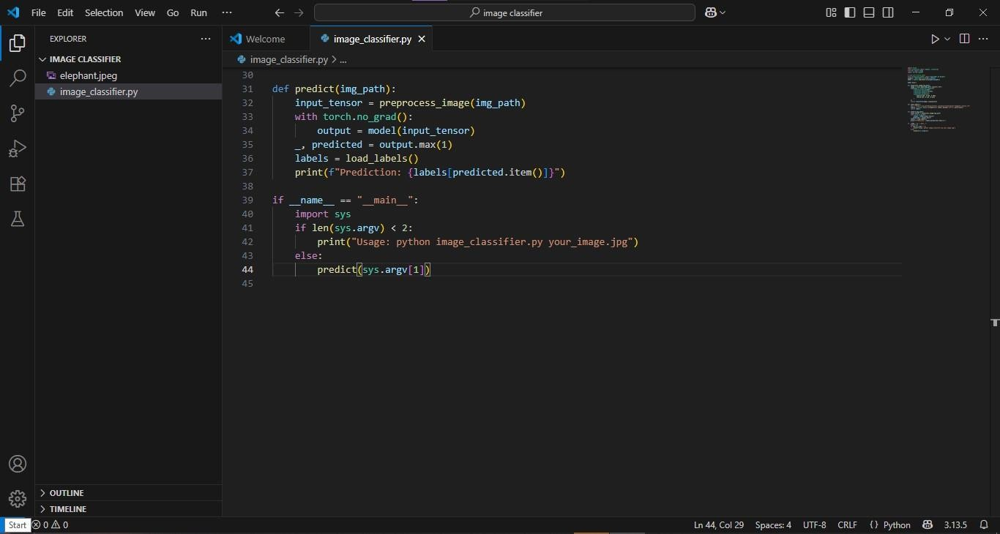 File Edit Selection View Go Run ···
image classifier
EXPLORER
IMAGE CLASSIFIER
elephant.jpeg
image_classifier.py
OUTLINE
TIMELINE
Welcome
image_classifier.py
image_classifier.py > ...
30
31 def predict(img_path):
32 input_tensor = preprocess_image(img_path)
33 with torch.no_grad():
34 output = model(input_tensor)
35 _, predicted = output.max(1)
36 labels = load_labels()
37 print(f"Prediction: {labels[predicted.item()]}")
38
39 if __name__ == "__main__":
40 import sys
41 if len(sys.argv) < 2:
42 print("Usage: python image_classifier.py your_image.jpg")
43 else:
44 predict(sys.argv[1])
45
Start 0 0 Ln 44, Col 29 Spaces: 4 UTF-8 CRLF {} Python 3.13.5